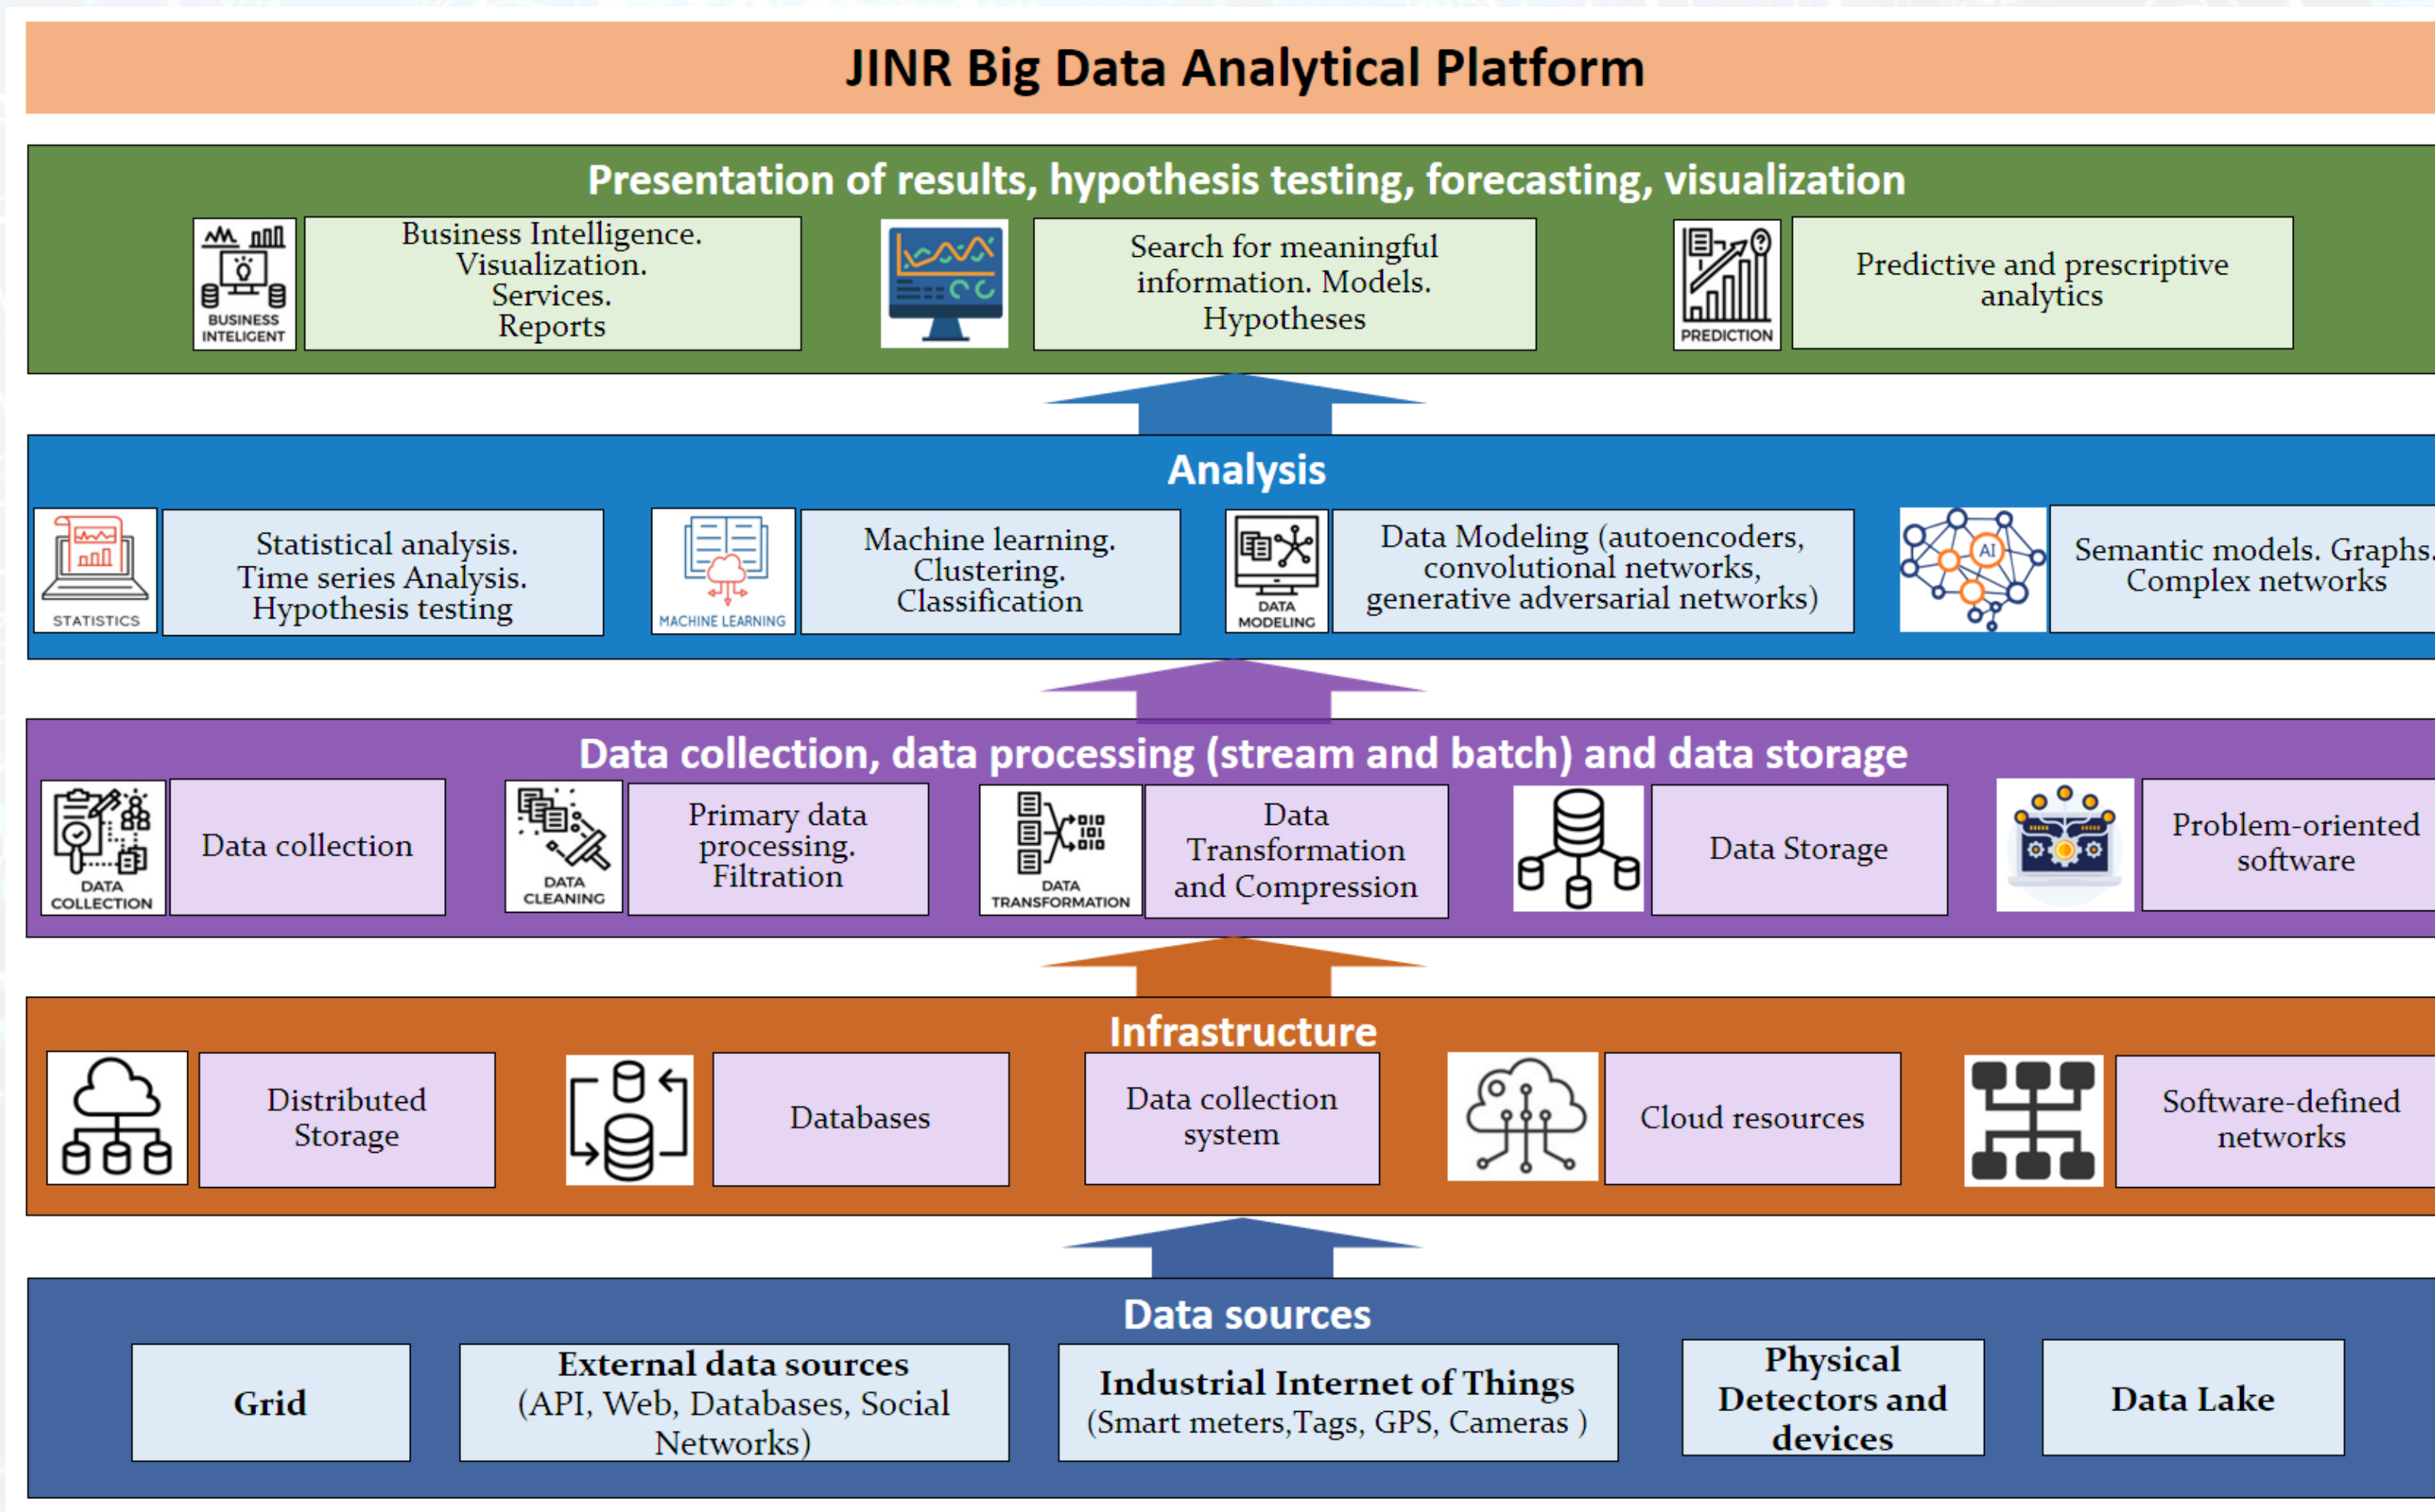 JINR Big Data Analytical Platform
Presentation of results, hypothesis testing, forecasting, visualization
BUSINESS
INTELIGENT
Business Intelligence.
Visualization.
Services.
Reports
Search for meaningful
information. Models.
Hypotheses
PREDICTION
Predictive and prescriptive
analytics
Analysis
STATISTICS
Statistical analysis.
Time series Analysis.
Hypothesis testing
MACHINE LEARNING
Machine learning.
Clustering.
Classification
DATA
MODELING
Data Modeling (autoencoders,
convolutional networks,
generative adversarial networks)
AI
Semantic models. Graphs.
Complex networks
Data collection, data processing (stream and batch) and data storage
DATA
COLLECTION
Data collection
DATA
CLEANING
Primary data
processing.
Filtration
010
101
010
DATA
TRANSFORMATION
Data
Transformation
and Compression
Data Storage
Problem-oriented
software
Infrastructure
Distributed
Storage
Databases
Data collection
system
Cloud resources
Software-defined
networks
Data sources
Grid
External data sources
(API, Web, Databases, Social
Networks)
Industrial Internet of Things
(Smart meters,Tags, GPS, Cameras )
Physical
Detectors and
devices
Data Lake